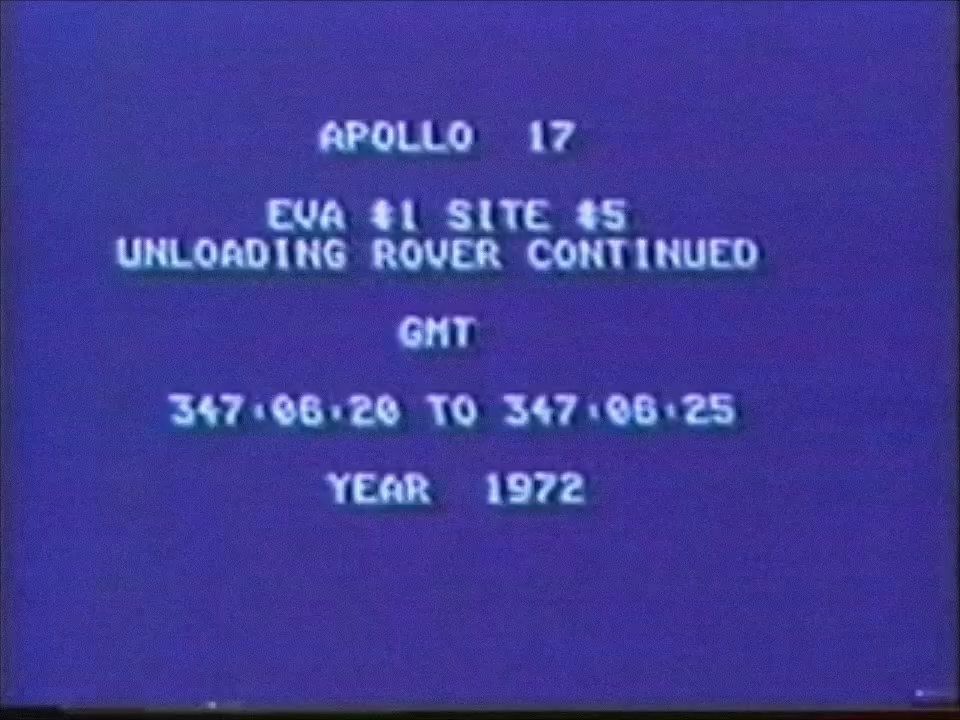 APOLLO 17
EVA #1 SITE #5
UNLOADING ROVER CONTINUED
GMT
347:06:20 TO 347:06:25
YEAR 1972